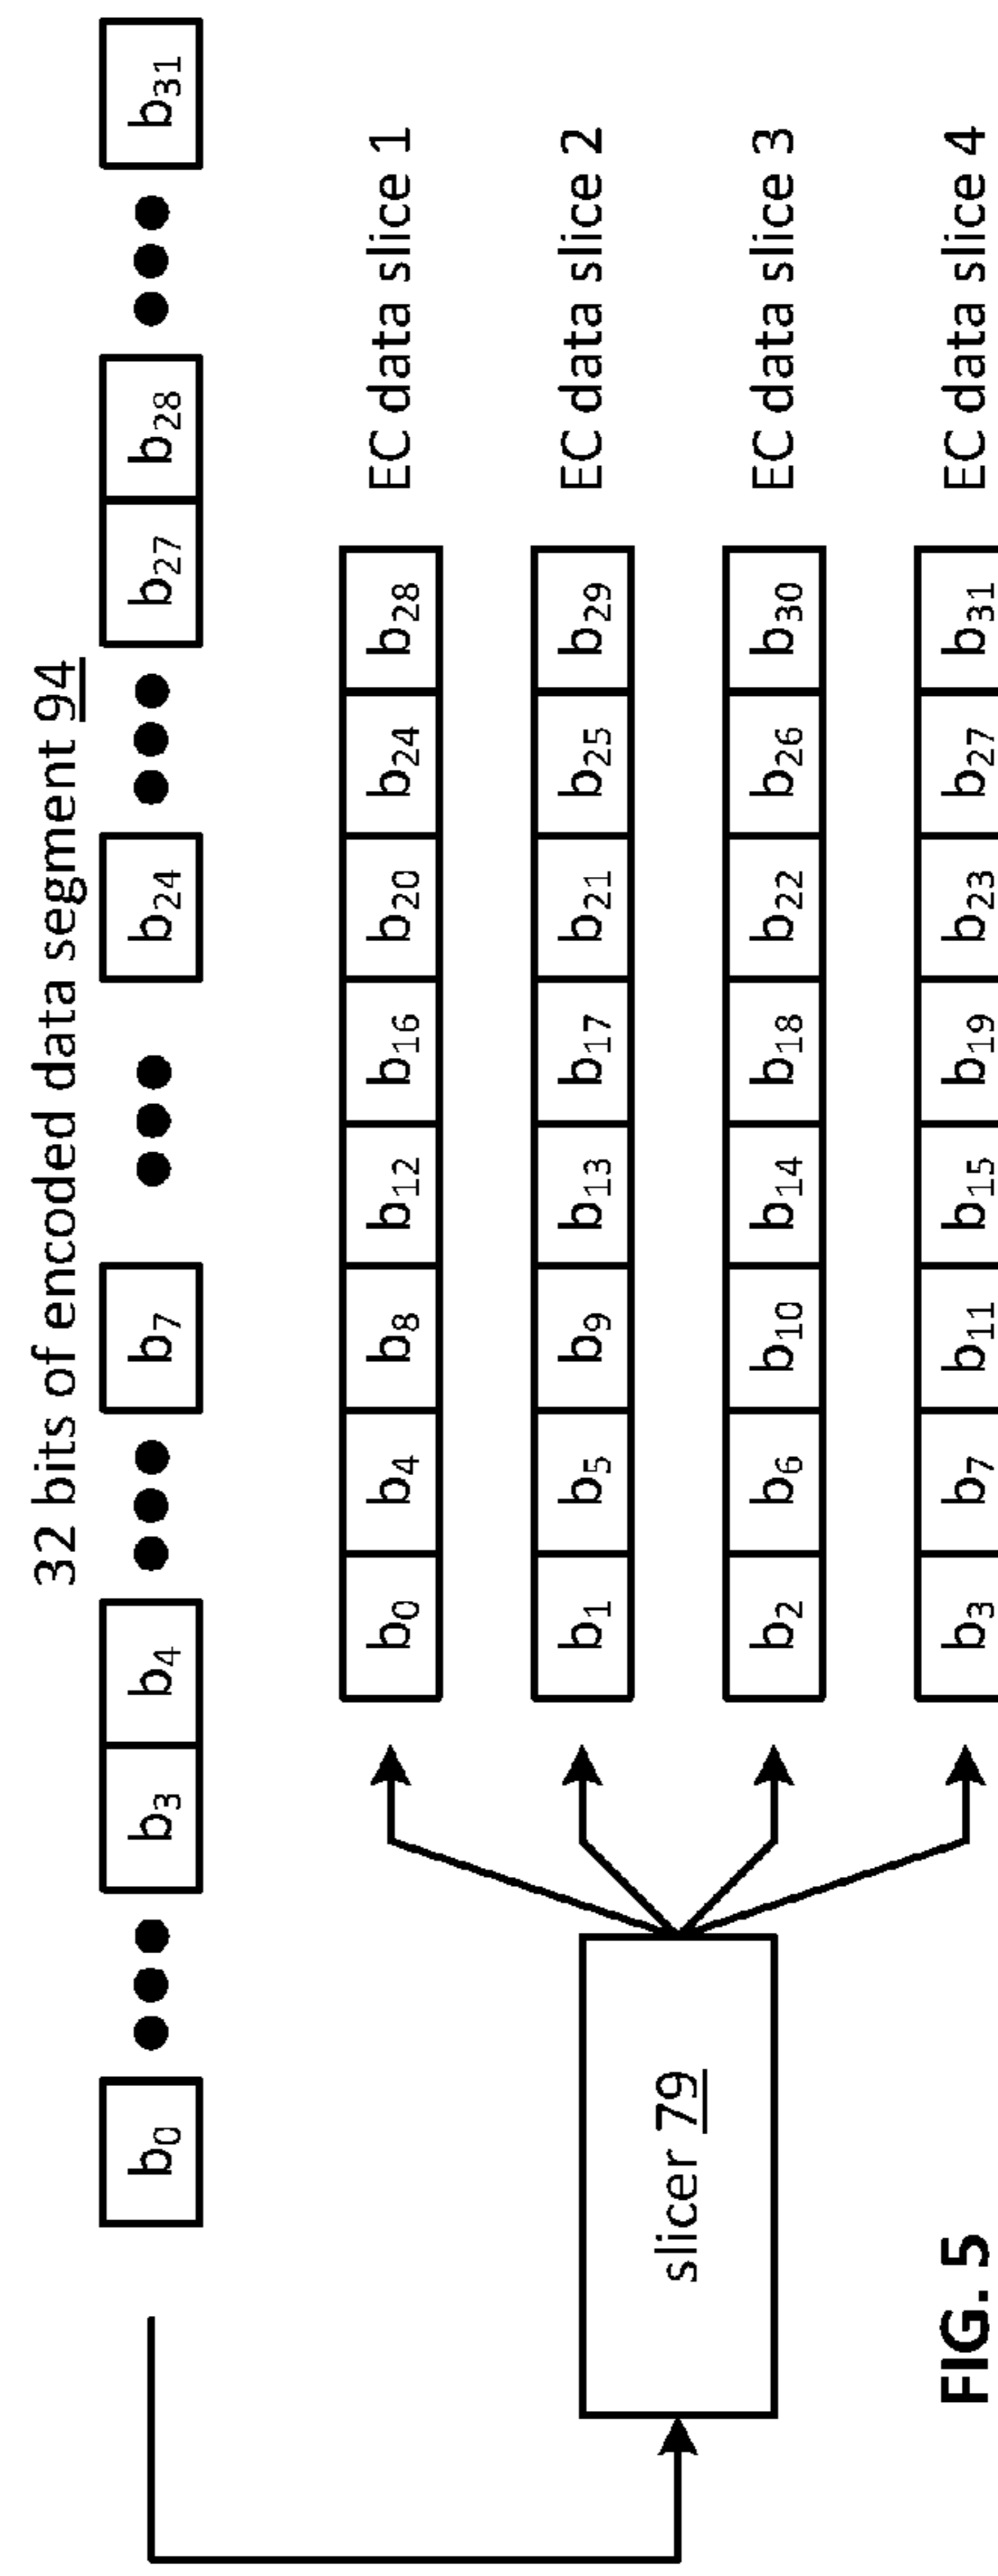 32 bits of encoded data segment 94
b0 ●●● b3 b4 ●●● b7 ●●● b24 ●●● b27 b28 ●●● b31
b0 b4 b8 b12 b16 b20 b24 b28 EC data slice 1
b1 b5 b9 b13 b17 b21 b25 b29 EC data slice 2
slicer 79
b2 b6 b10 b14 b18 b22 b26 b30 EC data slice 3
b3 b7 b11 b15 b19 b23 b27 b31 EC data slice 4
FIG. 5